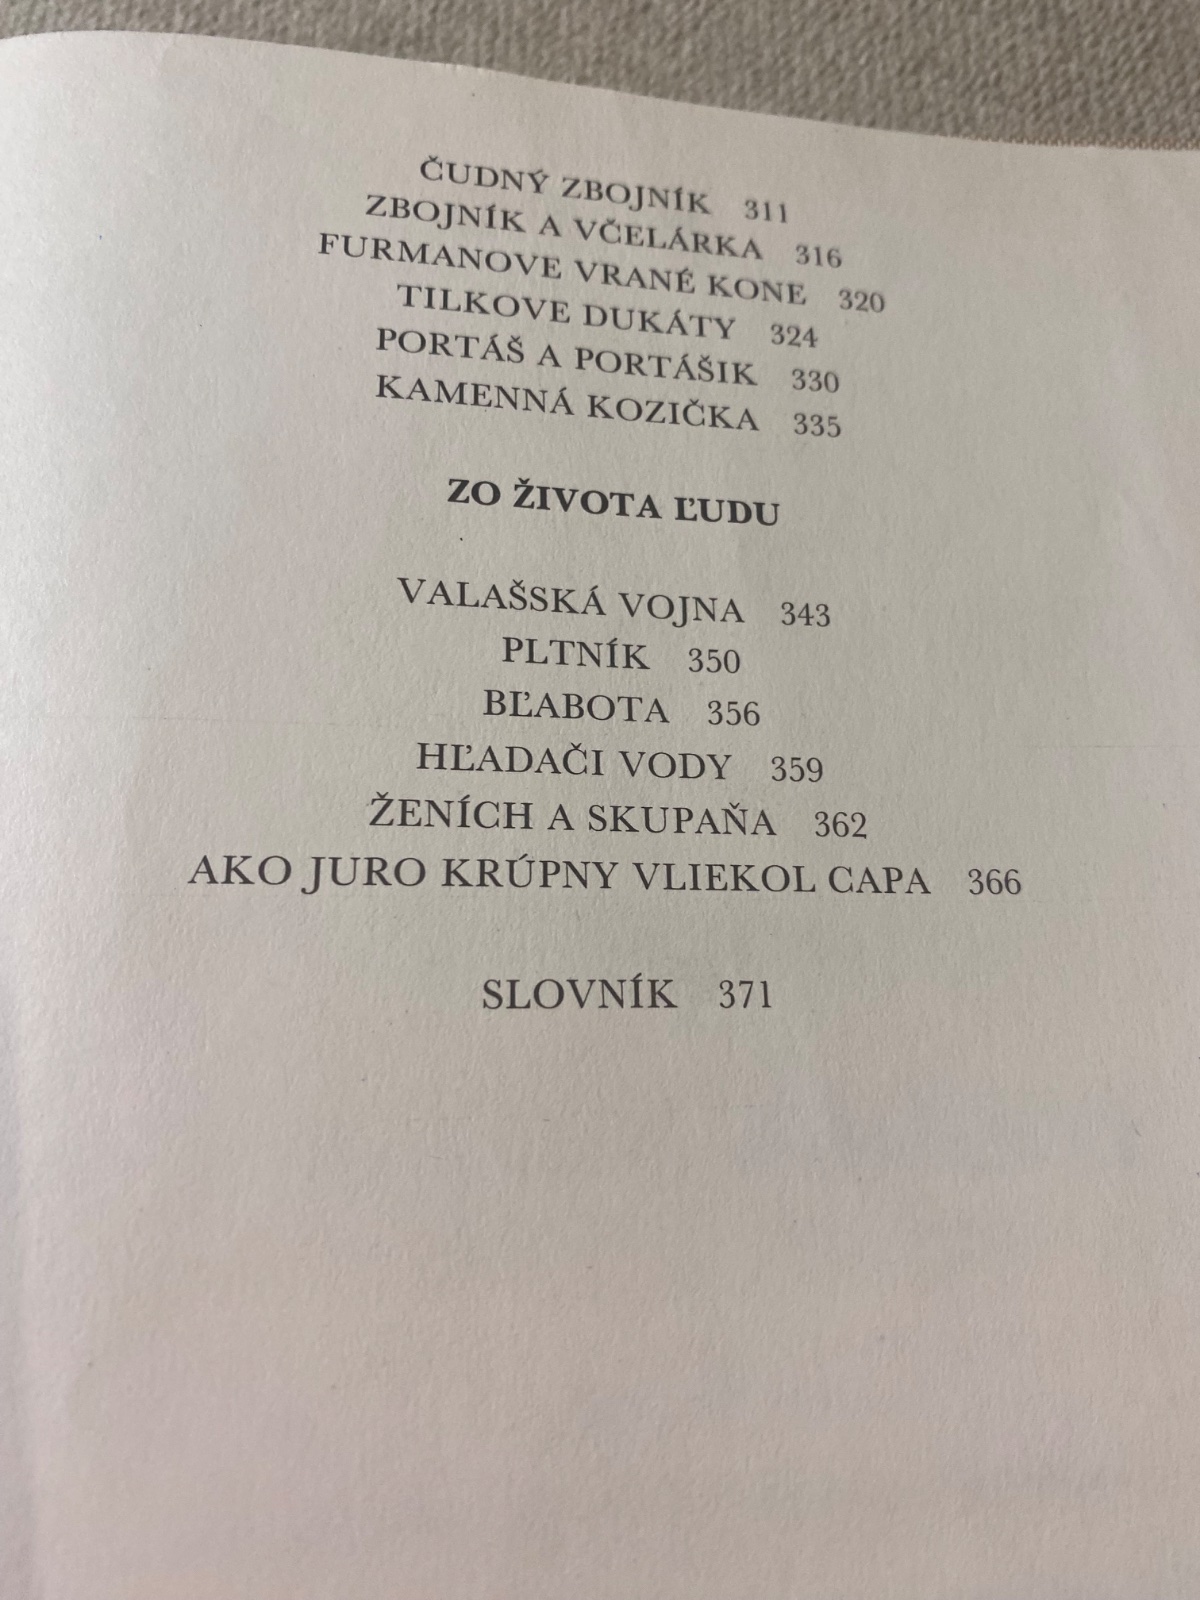 ČUDNÝ ZBOJNÍK 311
ZBOJNÍK A VČELÁRKA 316
FURMANOVE VRANÉ KONE 320
TILKOVE DUKÁTY 324
PORTÁŠ A PORTÁŠIK 330
KAMENNÁ KOZIČKA 335
ZO ŽIVOTA ĽUDU
VALAŠSKÁ VOJNA 343
PLTNÍK 350
BĽABOTA 356
HĽADAČI VODY 359
ŽENÍCH A SKUPAŇA 362
AKO JURO KRÚPNY VLIEKOL CAPA 366
SLOVNÍK 371